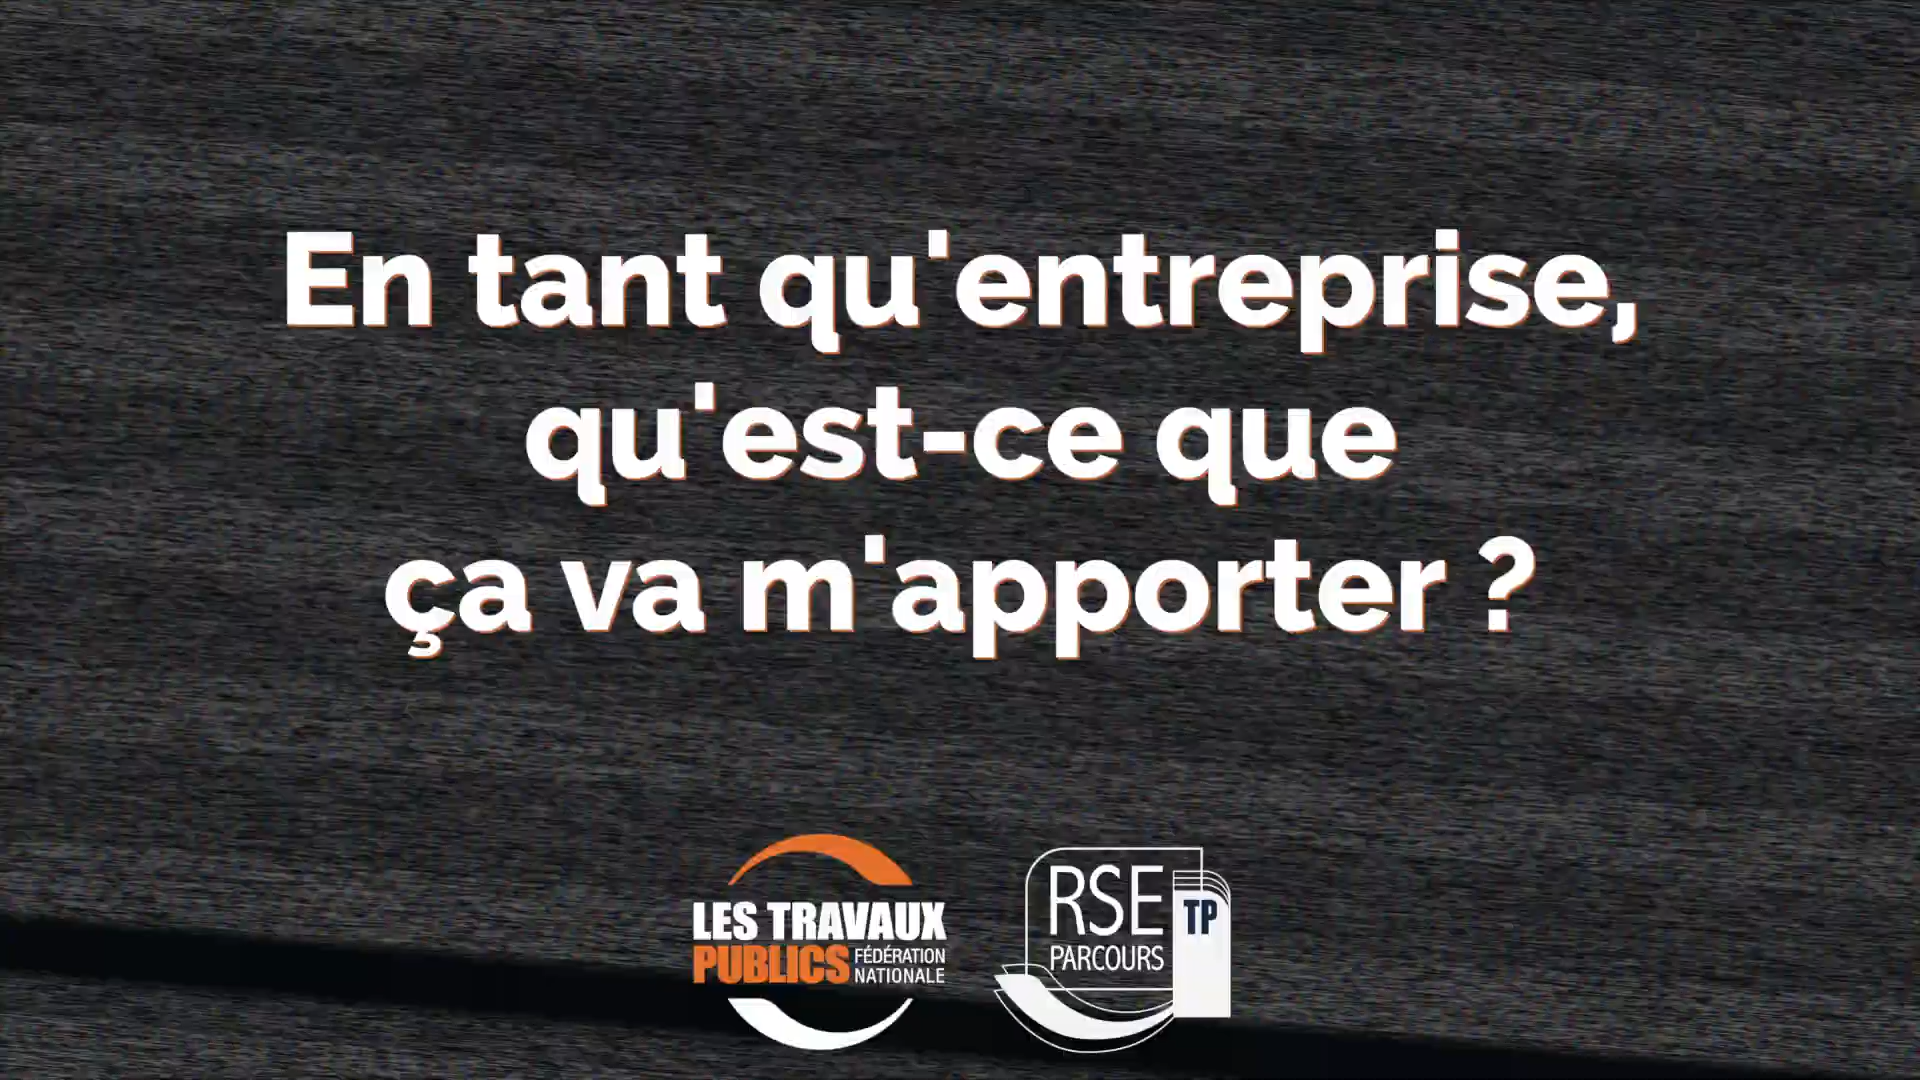 En tant qu'entreprise,
qu'est-ce que
ça va m'apporter ?
LES TRAVAUX
PUBLICS FÉDÉRATION
NATIONALE
RSE
TP
PARCOURS